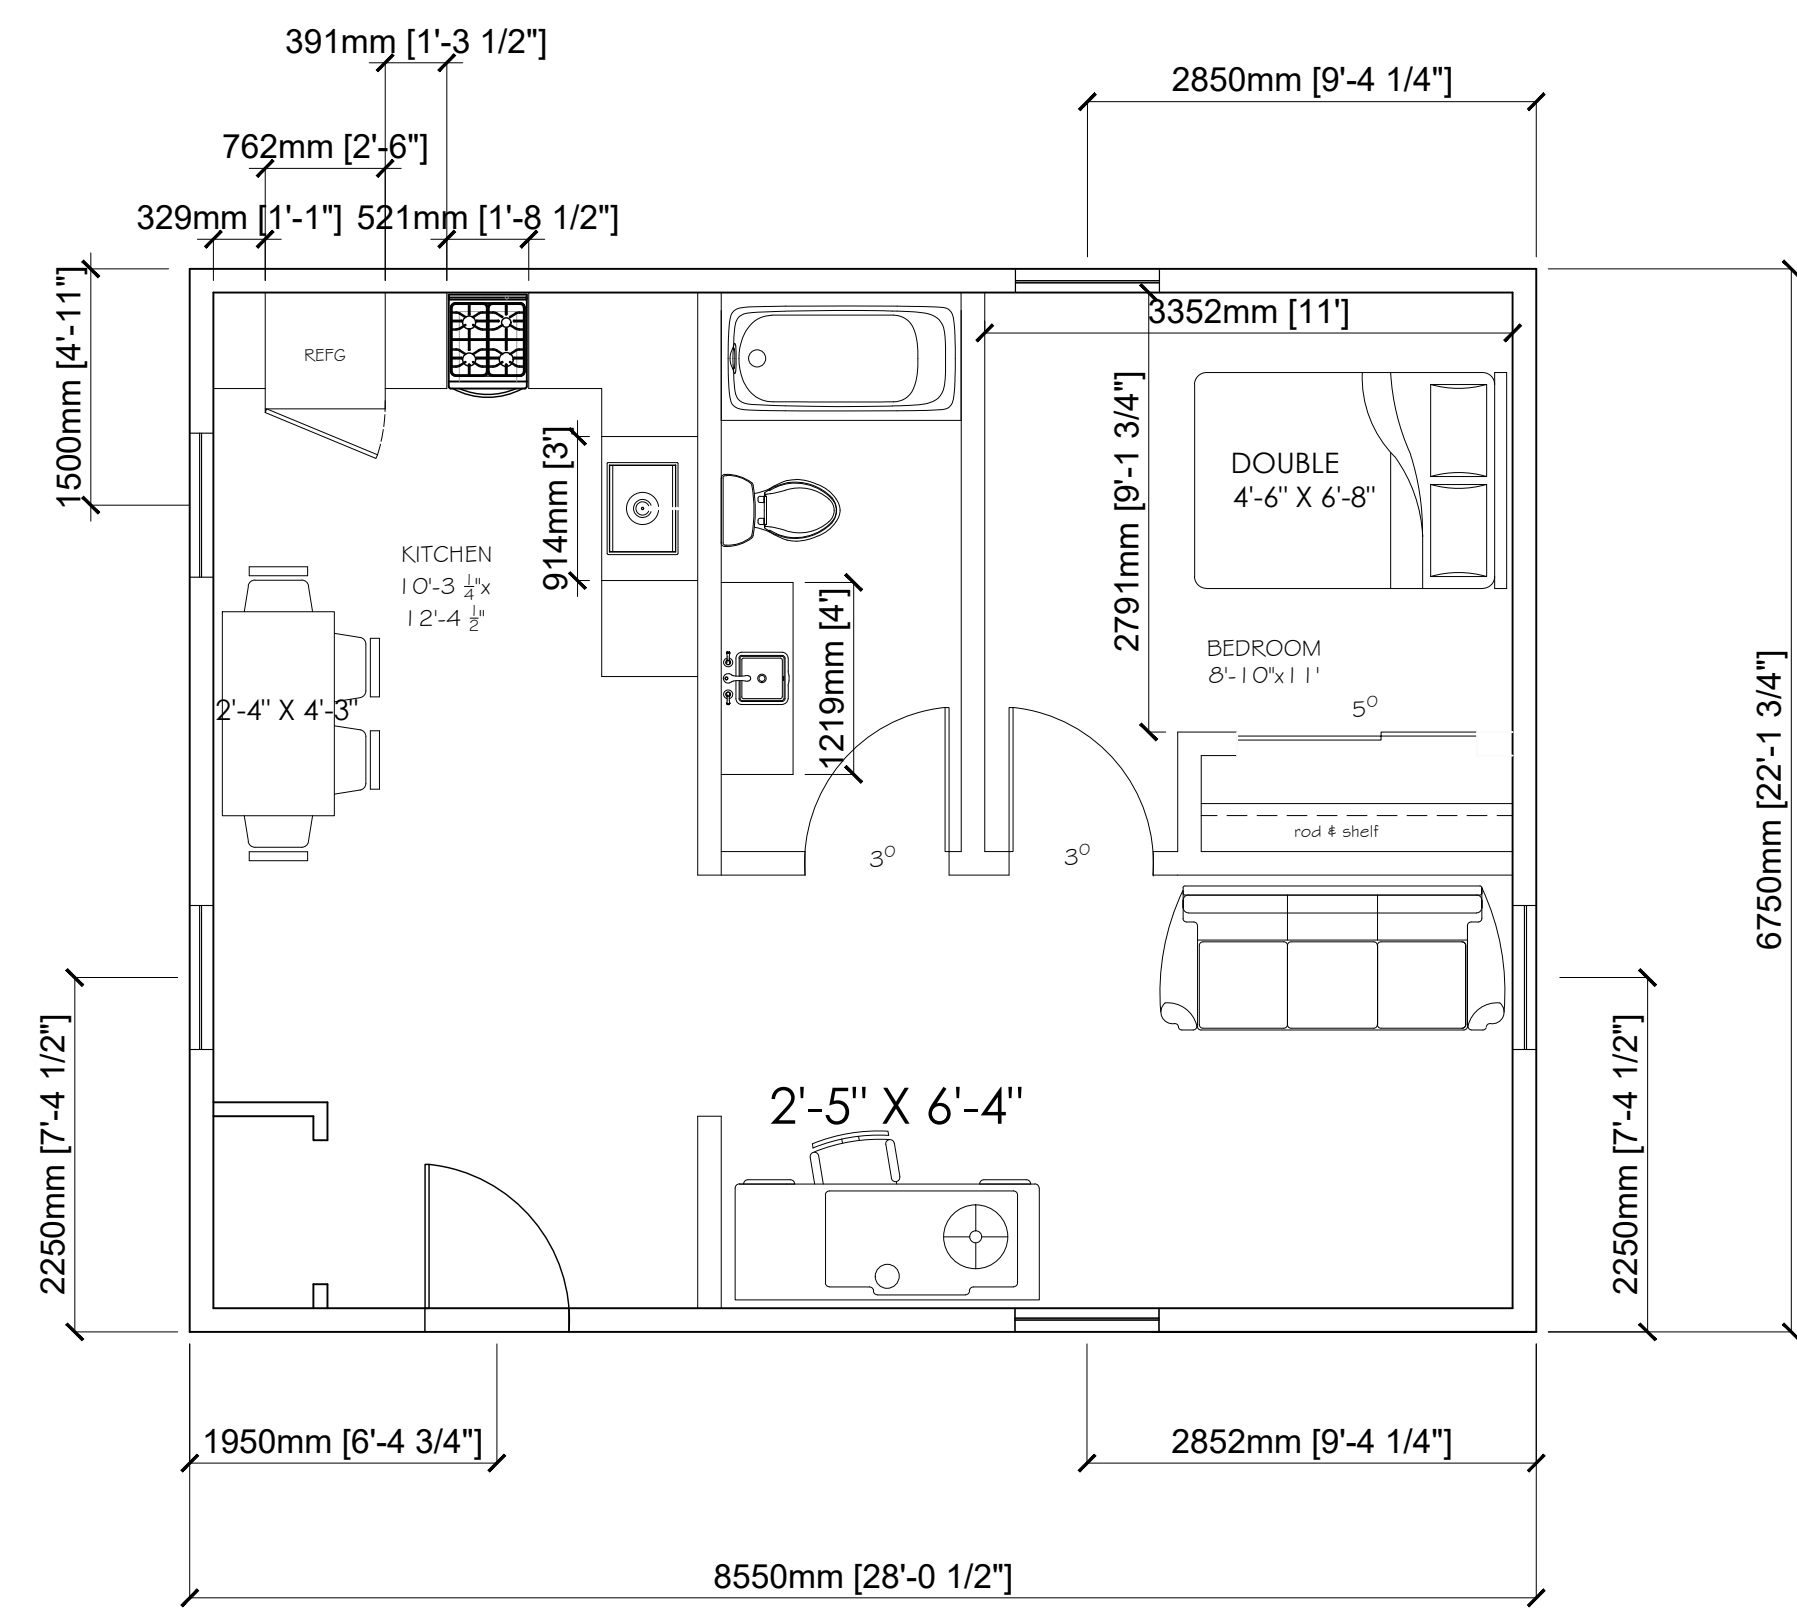 391mm [1'-3 1/2"]
2850mm [9'-4 1/4"]
762mm [2'-6"]
329mm [1'-1"]
521mm [1'-8 1/2"]
1500mm [4'-11"]
3352mm [11']
REFG
2791mm [9'-1 3/4"]
914mm [3']
DOUBLE
4'-6" X 6'-8"
KITCHEN
10'-3 1/4"x
12'-4 1/2"
1219mm [4']
BEDROOM
8'-10"x11'
2'-4" X 4'-3"
5⁰
6750mm [22'-1 3/4"]
rod & shelf
3⁰
3⁰
2250mm [7'-4 1/2"]
2'-5" X 6'-4"
2250mm [7'-4 1/2"]
1950mm [6'-4 3/4"]
2852mm [9'-4 1/4"]
8550mm [28'-0 1/2"]